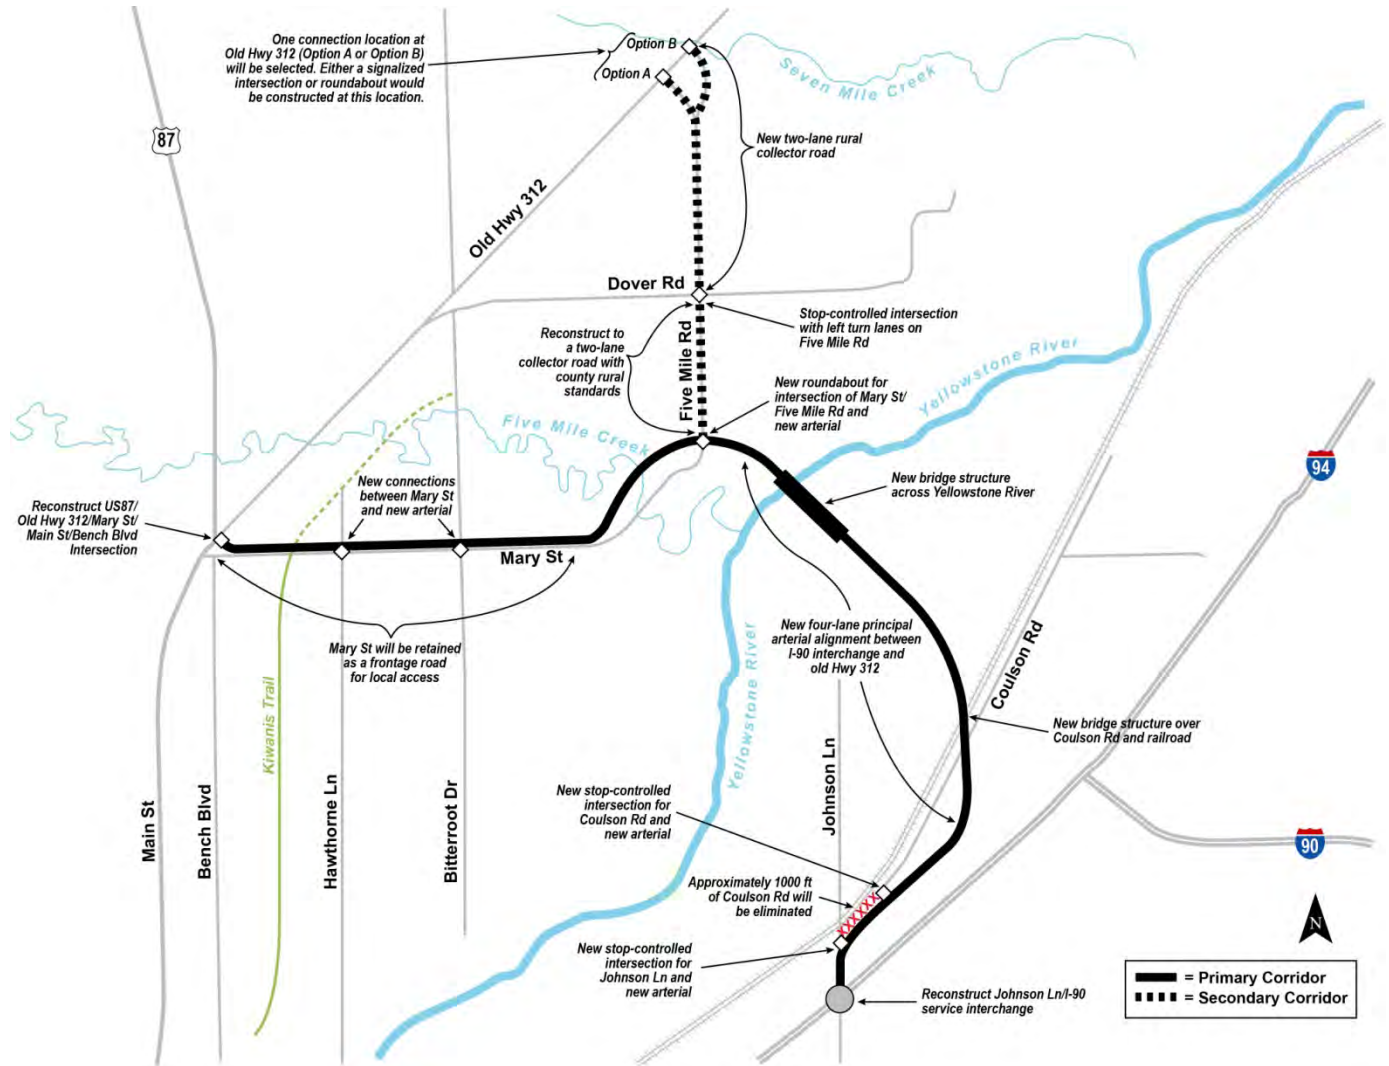 One connection location at
Old Hwy 312 (Option A or Option B)
will be selected. Either a signalized
intersection or roundabout would
be constructed at this location.
Option B
Option A
Seven Mile Creek
87
New two-lane rural
collector road
Old Hwy 312
Dover Rd
Reconstruct to
a two-lane
collector road with
county rural
standards
Five Mile Rd
Stop-controlled intersection
with left turn lanes on
Five Mile Rd
Yellowstone River
New roundabout for
intersection of Mary St/
Five Mile Rd and
new arterial
Five Mile Creek
94
New connections
between Mary St
and new arterial
New bridge structure
across Yellowstone River
Reconstruct US87/
Old Hwy 312/Mary St/
Main St/Bench Blvd
Intersection
Mary St
Mary St will be retained
as a frontage road
for local access
New four-lane principal
arterial alignment between
I-90 interchange and
old Hwy 312
Coulson Rd
Kiwanis Trail
Yellowstone River
New bridge structure over
Coulson Rd and railroad
Main St
Bench Blvd
Hawthorne Ln
Bitterroot Dr
Johnson Ln
New stop-controlled
intersection for
Coulson Rd and
new arterial
90
Approximately 1000 ft
of Coulson Rd will
be eliminated
XXXXXX
N
New stop-controlled
intersection for
Johnson Ln and
new arterial
Reconstruct Johnson Ln/I-90
service interchange
= Primary Corridor
= Secondary Corridor